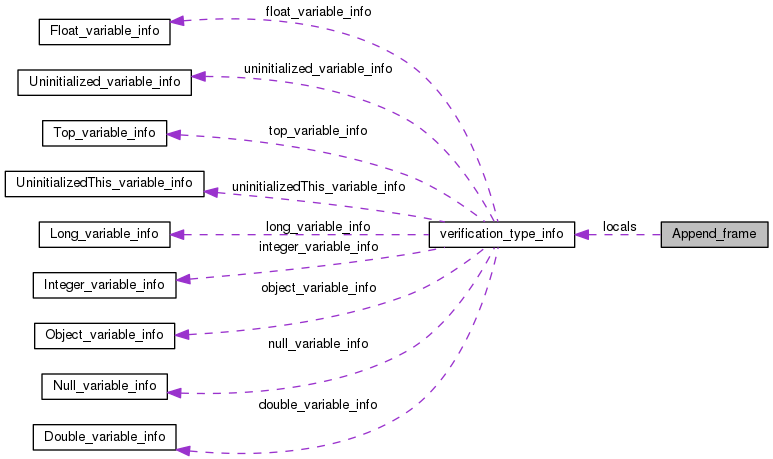 float_variable_info
Float_variable_info
uninitialized_variable_info
Uninitialized_variable_info
top_variable_info
Top_variable_info
uninitializedThis_variable_info
UninitializedThis_variable_info
long_variable_info
Long_variable_info
verification_type_info
locals
Append_frame
integer_variable_info
Integer_variable_info
object_variable_info
Object_variable_info
null_variable_info
Null_variable_info
double_variable_info
Double_variable_info